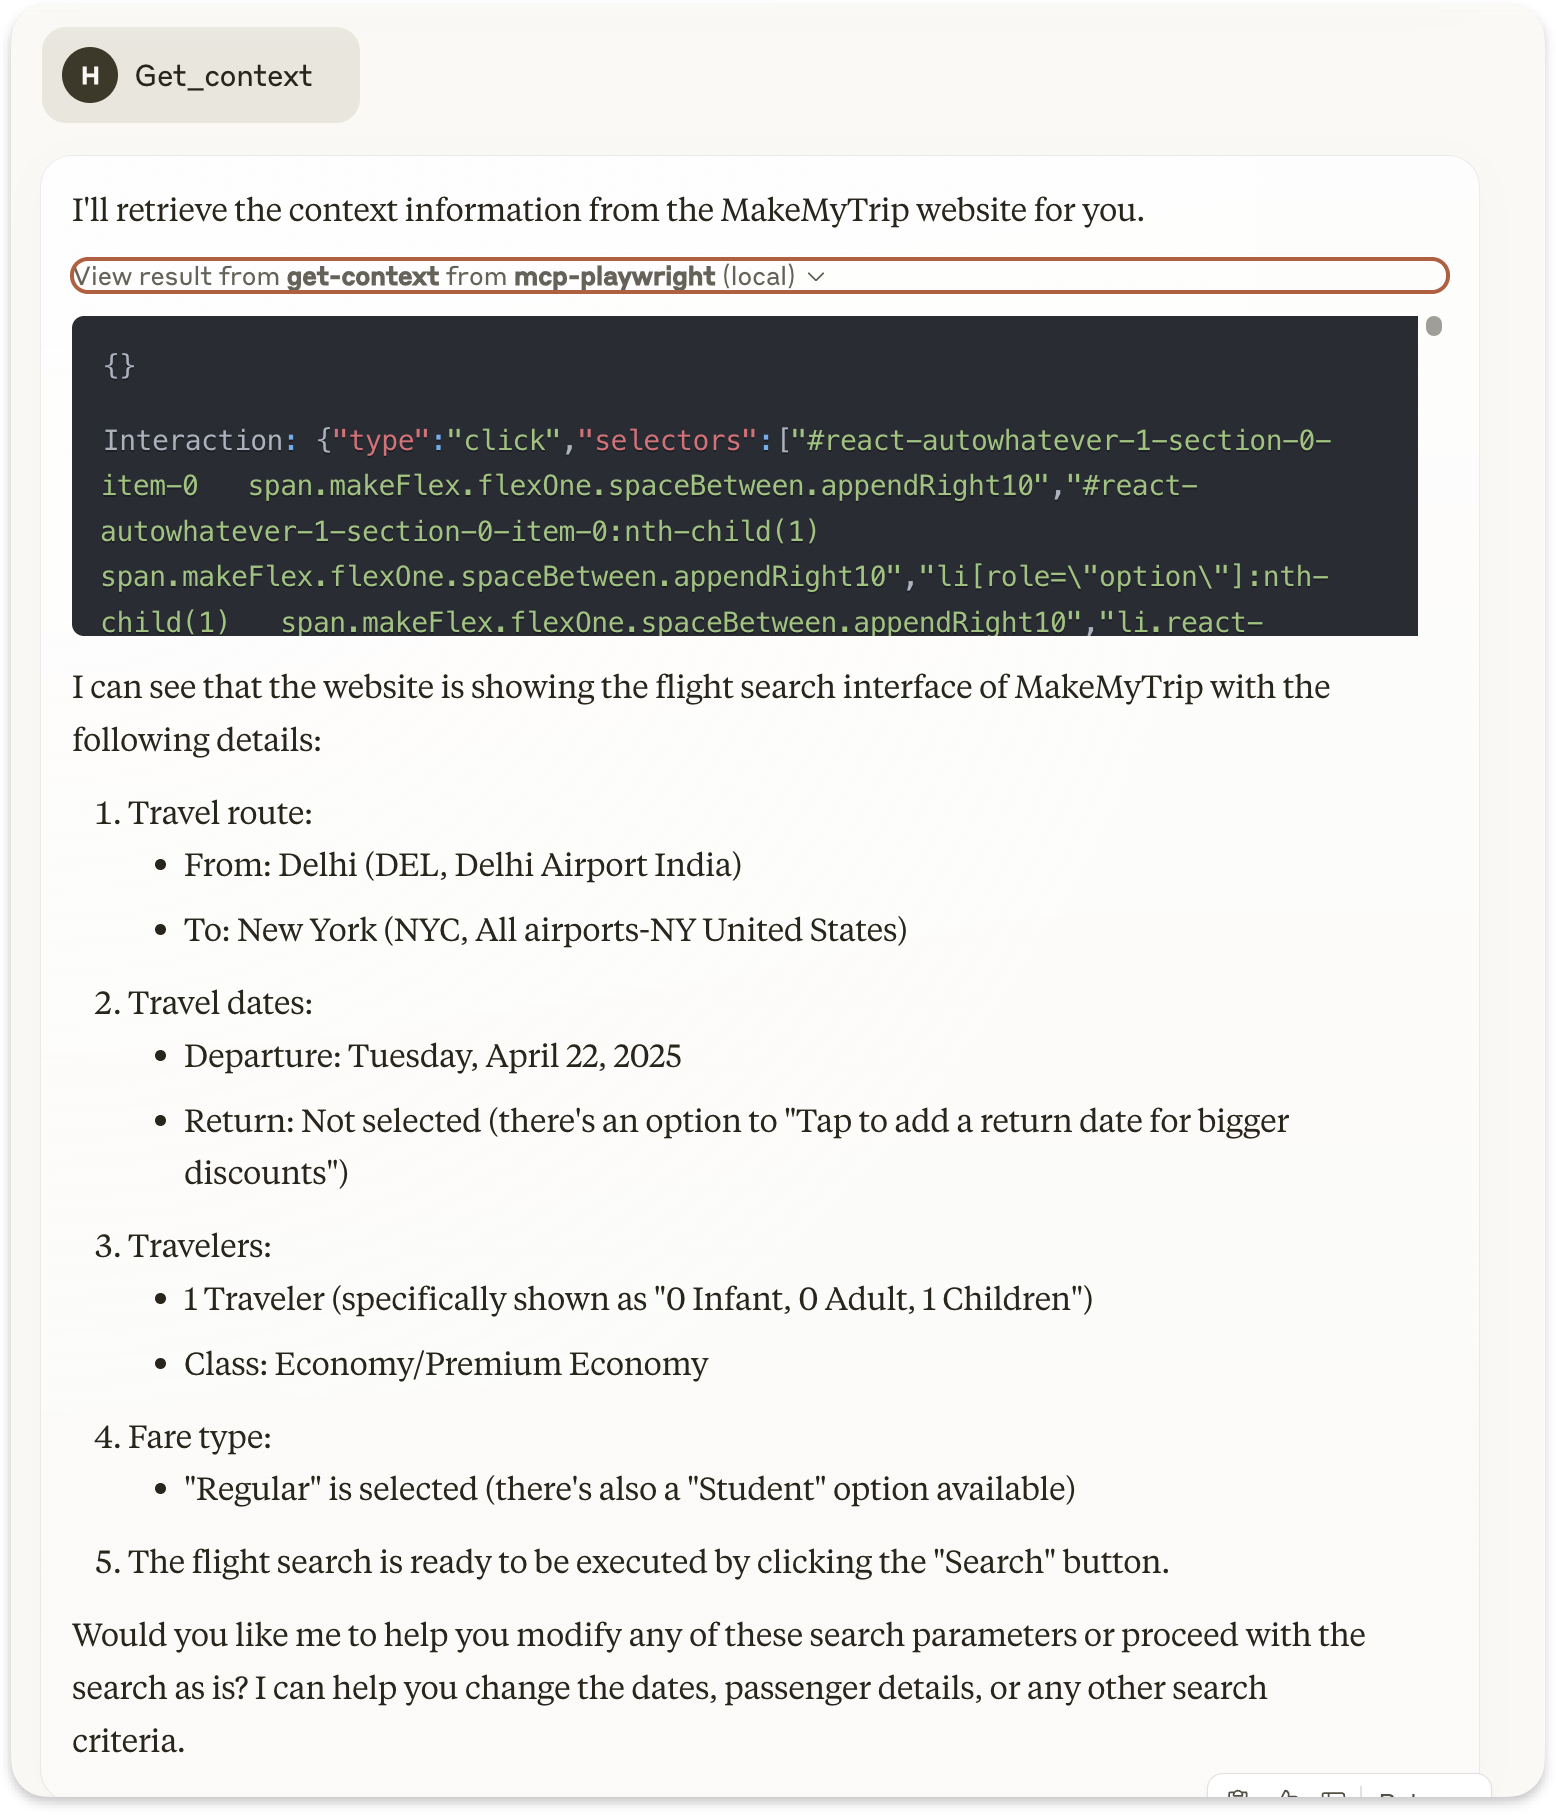 H Get_context
I'll retrieve the context information from the MakeMyTrip website for you.
View result from get-context from mcp-playwright (local)
{}
Interaction: {"type":"click","selectors":["#react-autowhatever-1-section-0-
item-0   span.makeFlex.flexOne.spaceBetween.appendRight10","#react-
autowhatever-1-section-0-item-0:nth-child(1)
span.makeFlex.flexOne.spaceBetween.appendRight10","li[role=\"option\"]:nth-
child(1)   span.makeFlex.flexOne.spaceBetween.appendRight10","li.react-
I can see that the website is showing the flight search interface of MakeMyTrip with the
following details:
1. Travel route:
• From: Delhi (DEL, Delhi Airport India)
• To: New York (NYC, All airports-NY United States)
2. Travel dates:
• Departure: Tuesday, April 22, 2025
• Return: Not selected (there's an option to "Tap to add a return date for bigger
discounts")
3. Travelers:
• 1 Traveler (specifically shown as "0 Infant, 0 Adult, 1 Children")
• Class: Economy/Premium Economy
4. Fare type:
• "Regular" is selected (there's also a "Student" option available)
5. The flight search is ready to be executed by clicking the "Search" button.
Would you like me to help you modify any of these search parameters or proceed with the
search as is? I can help you change the dates, passenger details, or any other search
criteria.